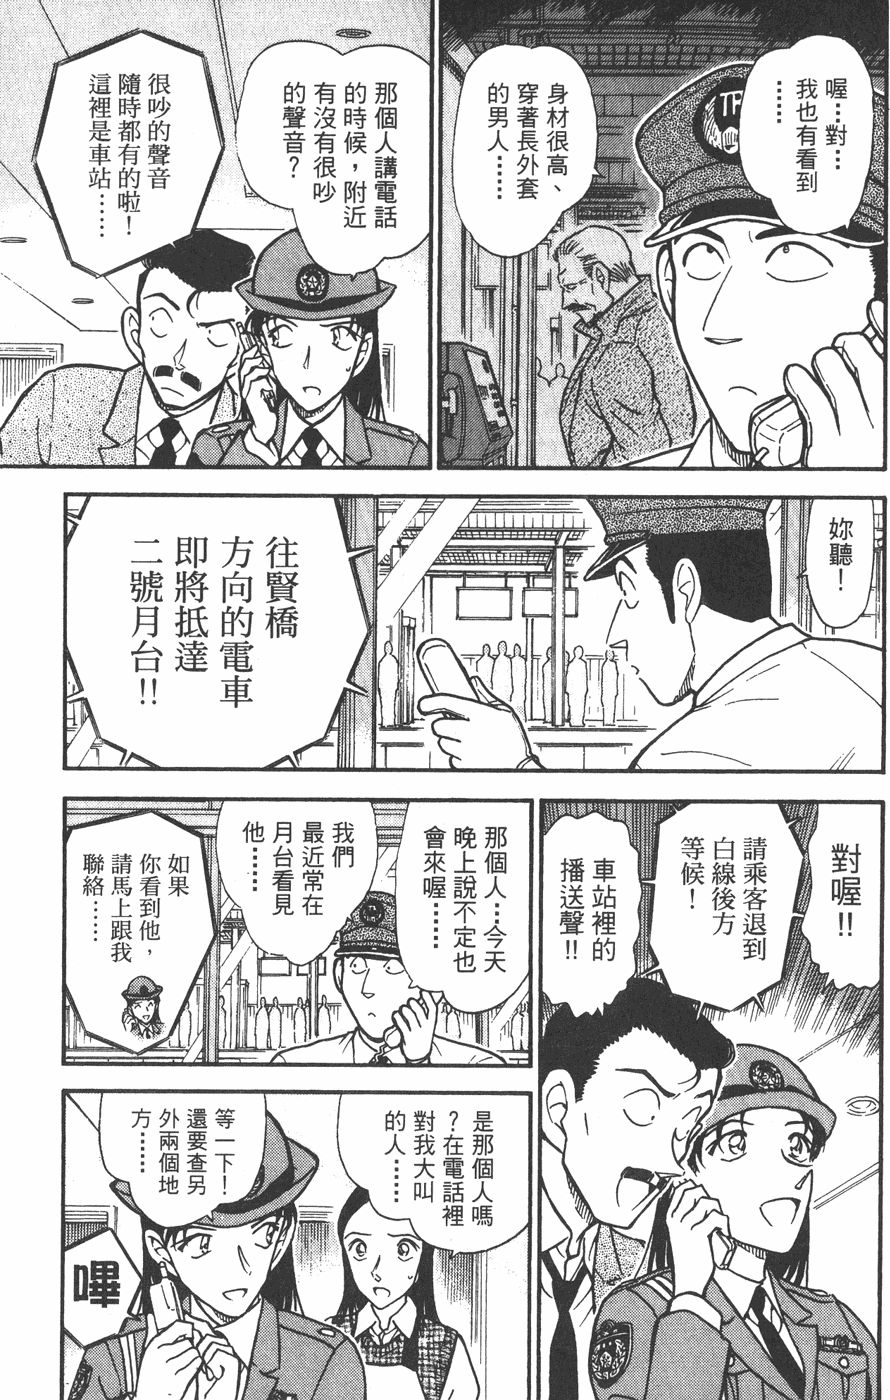 喔⋯對⋯
我也有看到
⋯⋯
身材很高、
穿著長外套
的男人⋯⋯
那個人講電話
的時候，附近
有沒有很吵
的聲音？
很吵的聲音
隨時都有的啦！
這裡是車站⋯⋯
妳聽！
往賢橋
方向的電車
即將抵達
二號月台!!
對喔!!
請乘客退到
白線後方
等候！
車站裡的
播送聲!!
那個人⋯今天
晚上說不定也
會來喔⋯⋯
我們
最近常在
月台看見
他⋯⋯
如果
你看到他，
請馬上跟我
聯絡⋯⋯
是那個人嗎
？在電話裡
對我大叫
的人⋯⋯
等一下！
還要查另
外兩個地
方⋯⋯
嗶